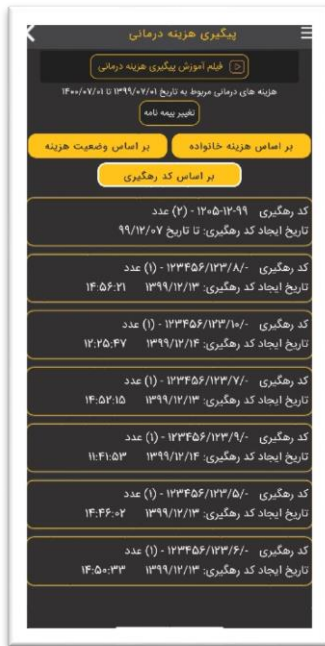 پیگیری هزینه درمانی
فیلم آموزش پیگیری هزینه درمانی
هزینه های درمانی مربوط به تاریخ ۱۳۹۹/۰۷/۰۱ تا ۱۴۰۰/۰۷/۰۱
تغییر بیمه نامه
بر اساس هزینه خانواده
بر اساس وضعیت هزینه
بر اساس کد رهگیری
کد رهگیری ۹۹-۱۲-۱۲۰۵ - (۲) عدد
تاریخ ایجاد کد رهگیری: تا تاریخ ۹۹/۱۲/۰۷
کد رهگیری -/۱۲۳۴۵۶/۱۲۳/۸ - (۱) عدد
تاریخ ایجاد کد رهگیری: ۱۳۹۹/۱۲/۱۳ ۱۴:۵۶:۲۱
کد رهگیری -/۱۲۳۴۵۶/۱۲۳/۱۰ - (۱) عدد
تاریخ ایجاد کد رهگیری: ۱۳۹۹/۱۲/۱۴ ۱۲:۲۵:۴۷
کد رهگیری -/۱۲۳۴۵۶/۱۲۳/۷ - (۱) عدد
تاریخ ایجاد کد رهگیری: ۱۳۹۹/۱۲/۱۳ ۱۴:۵۲:۱۵
کد رهگیری -/۱۲۳۴۵۶/۱۲۳/۹ - (۱) عدد
تاریخ ایجاد کد رهگیری: ۱۳۹۹/۱۲/۱۴ ۱۱:۴۱:۵۳
کد رهگیری -/۱۲۳۴۵۶/۱۲۳/۵ - (۱) عدد
تاریخ ایجاد کد رهگیری: ۱۳۹۹/۱۲/۱۳ ۱۴:۴۶:۰۲
کد رهگیری -/۱۲۳۴۵۶/۱۲۳/۶ - (۱) عدد
تاریخ ایجاد کد رهگیری: ۱۳۹۹/۱۲/۱۳ ۱۴:۵۰:۳۳